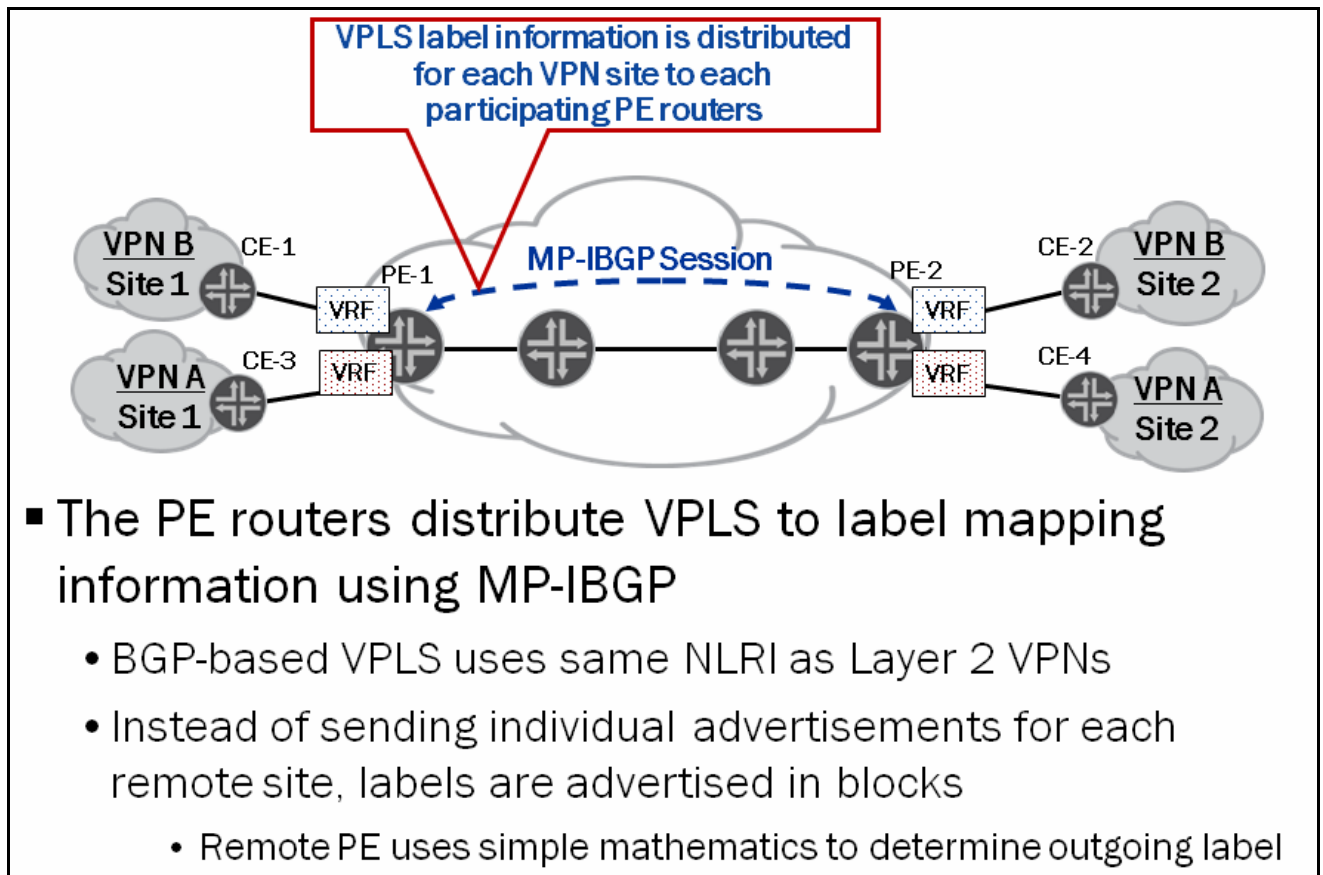 VPLS label information is distributed
for each VPN site to each
participating PE routers
VPN B
Site 1
CE-1
PE-1
MP-IBGP Session
PE-2
CE-2
VPN B
Site 2
VRF
VRF
VPN A
Site 1
CE-3
VRF
VRF
CE-4
VPN A
Site 2
▪ The PE routers distribute VPLS to label mapping
information using MP-IBGP
• BGP-based VPLS uses same NLRI as Layer 2 VPNs
• Instead of sending individual advertisements for each
remote site, labels are advertised in blocks
• Remote PE uses simple mathematics to determine outgoing label